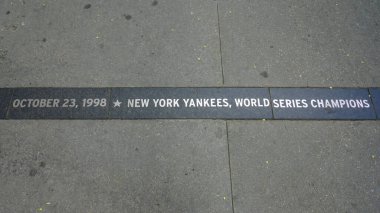 OCTOBER 23, 1998 ★ NEW YORK YANKEES, WORLD SERIES CHAMPIONS